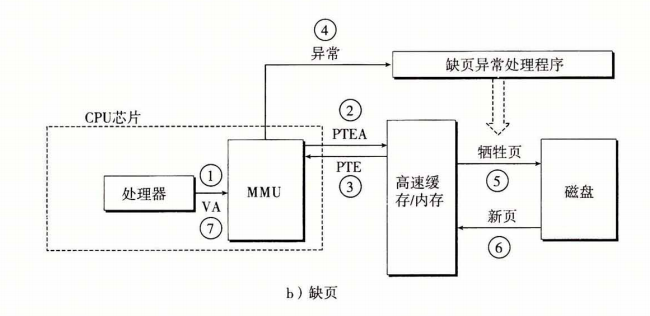 ④
异常
缺页异常处理程序
CPU芯片
②
PTEA
处理器
①
VA
⑦
MMU
PTE
③
高速缓
存/内存
牺牲页
⑤
新页
⑥
磁盘
b）缺页